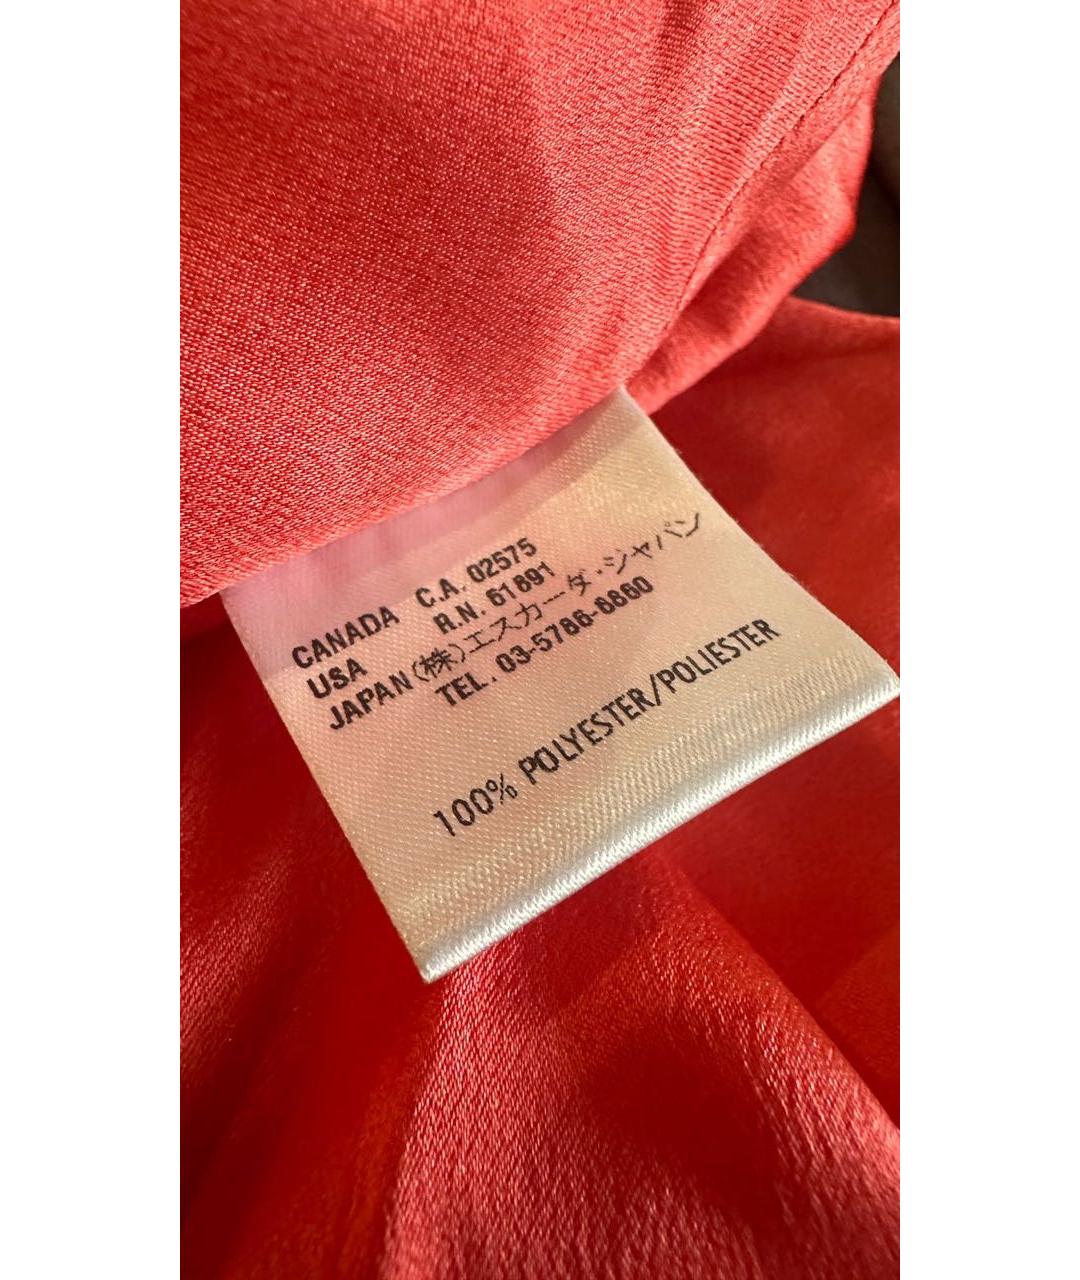 CANADA C.A. 02575
USA R.N. 61891
JAPAN (株)エスカーダ・ジャパン
TEL. 03-5786-8860
100% POLYESTER/POLIESTER